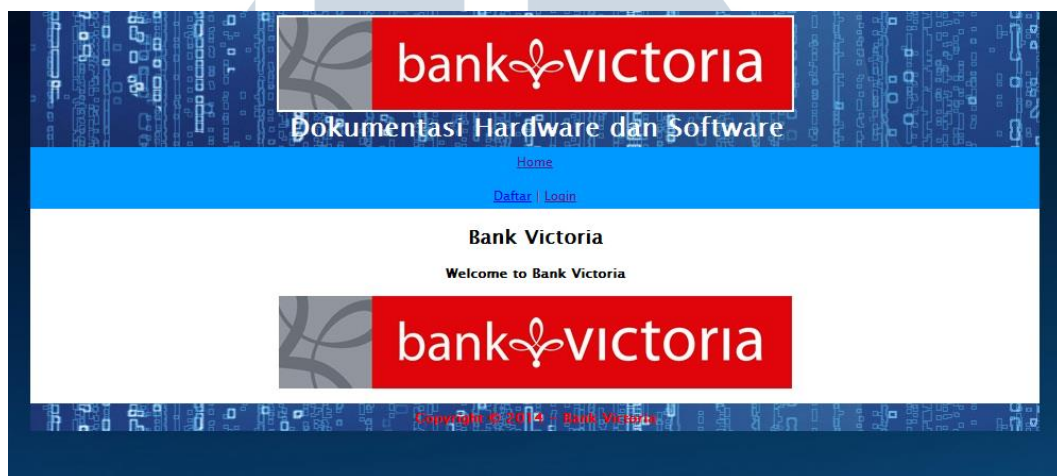 bank victoria
Dokumentasi Hardware dan Software
Home
Daftar | Login
Bank Victoria
Welcome to Bank Victoria
bank victoria
Copyright © 2014 - Bank Victoria